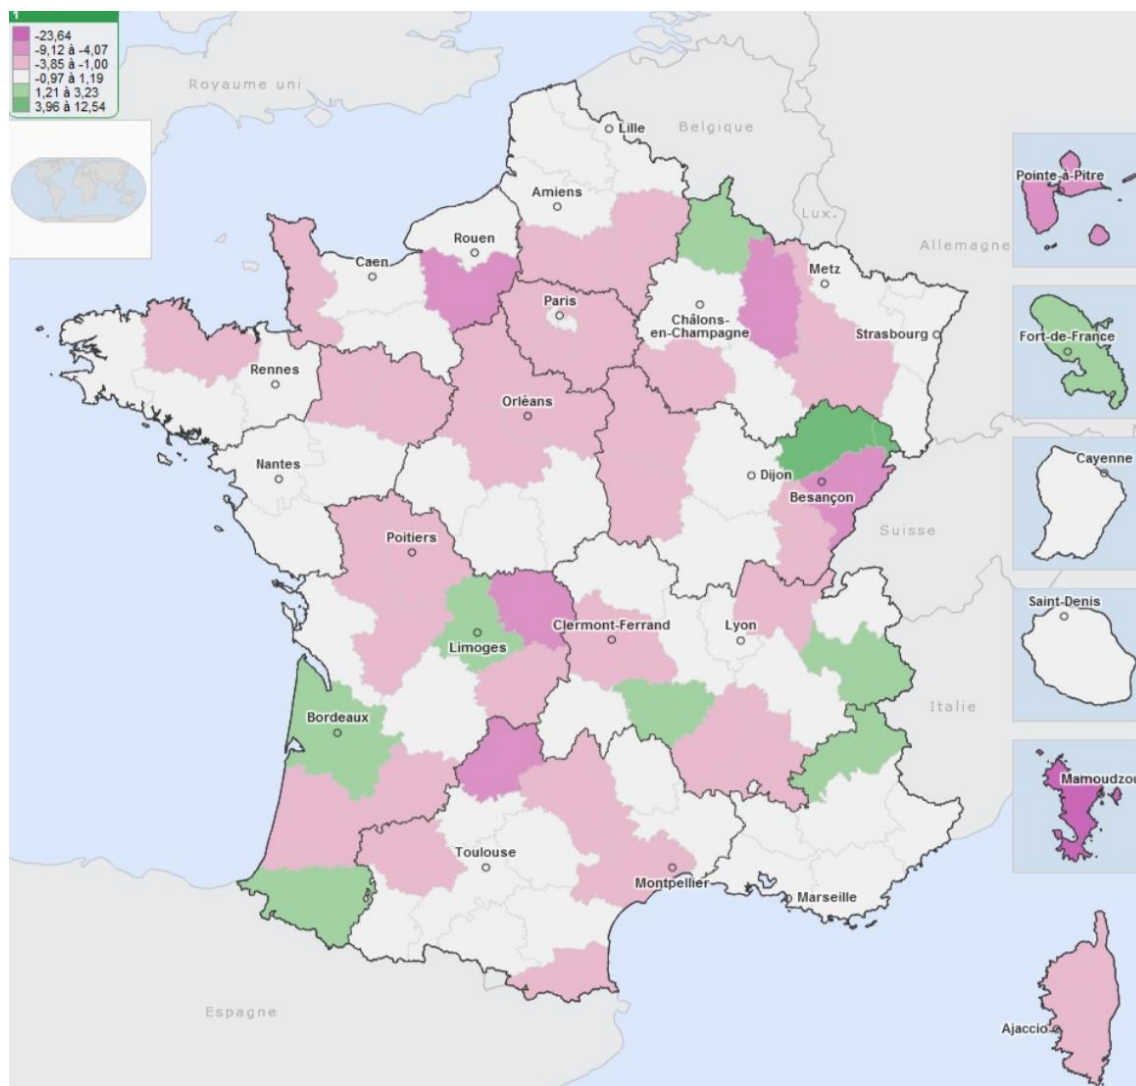 1
-23,64
-9,12 à -4,07
-3,85 à -1,00
-0,97 à 1,19
1,21 à 3,23
3,96 à 12,54
Royaume uni
Lille
Belgique
Pointe-à-Pitre
Amiens
Lux.
Rouen
Allemagne
Caen
Metz
Paris
Châlons-
en-Champagne
Strasbourg
Fort-de-France
Rennes
Orléans
Nantes
Dijon
Cayenne
Besançon
Suisse
Poitiers
Saint-Denis
Clermont-Ferrand
Lyon
Limoges
Italie
Bordeaux
Mamoudzou
Toulouse
Montpellier
Marseille
Espagne
Ajaccio